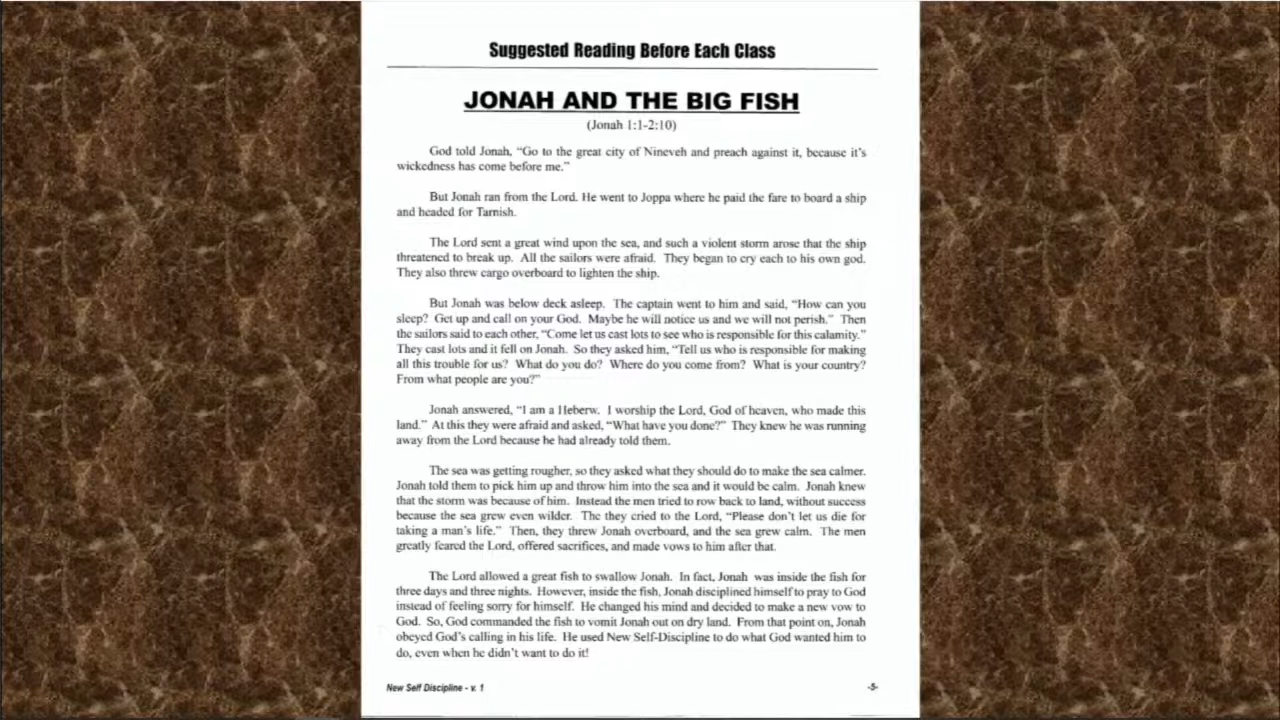 Suggested Reading Before Each Class
JONAH AND THE BIG FISH
(Jonah 1:1-2:10)
God told Jonah, “Go to the great city of Nineveh and preach against it, because it’s
wickedness has come before me.”
But Jonah ran from the Lord. He went to Joppa where he paid the fare to board a ship
and headed for Tarnish.
The Lord sent a great wind upon the sea, and such a violent storm arose that the ship
threatened to break up. All the sailors were afraid. They began to cry each to his own god.
They also threw cargo overboard to lighten the ship.
But Jonah was below deck asleep. The captain went to him and said, “How can you
sleep? Get up and call on your God. Maybe he will notice us and we will not perish.” Then
the sailors said to each other, “Come let us cast lots to see who is responsible for this calamity.”
They cast lots and it fell on Jonah. So they asked him, “Tell us who is responsible for making
all this trouble for us? What do you do? Where do you come from? What is your country?
From what people are you?”
Jonah answered, “I am a Heberw. I worship the Lord, God of heaven, who made this
land.” At this they were afraid and asked, “What have you done?” They knew he was running
away from the Lord because he had already told them.
The sea was getting rougher, so they asked what they should do to make the sea calmer.
Jonah told them to pick him up and throw him into the sea and it would be calm. Jonah knew
that the storm was because of him. Instead the men tried to row back to land, without success
because the sea grew even wilder. The they cried to the Lord, “Please don’t let us die for
taking a man’s life.” Then, they threw Jonah overboard, and the sea grew calm. The men
greatly feared the Lord, offered sacrifices, and made vows to him after that.
The Lord allowed a great fish to swallow Jonah. In fact, Jonah was inside the fish for
three days and three nights. However, inside the fish, Jonah disciplined himself to pray to God
instead of feeling sorry for himself. He changed his mind and decided to make a new vow to
God. So, God commanded the fish to vomit Jonah out on dry land. From that point on, Jonah
obeyed God’s calling in his life. He used New Self-Discipline to do what God wanted him to
do, even when he didn’t want to do it!
New Self Discipline - v. 1
-5-